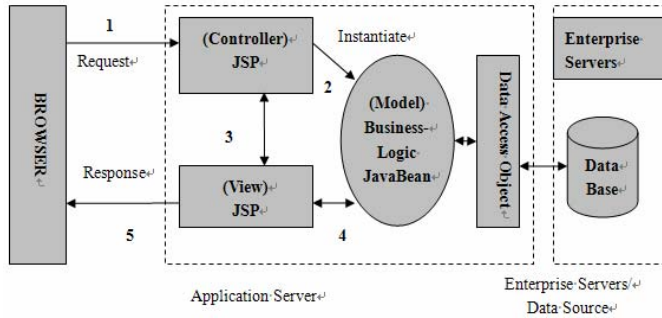 1
Request
(Controller)
JSP
Instantiate
2
3
BROWSER
Response
(View)
JSP
5
4
(Model)
Business-
Logic
JavaBean
Data Access Object
Enterprise
Servers
Data
Base
Application Server
Enterprise Servers/
Data Source